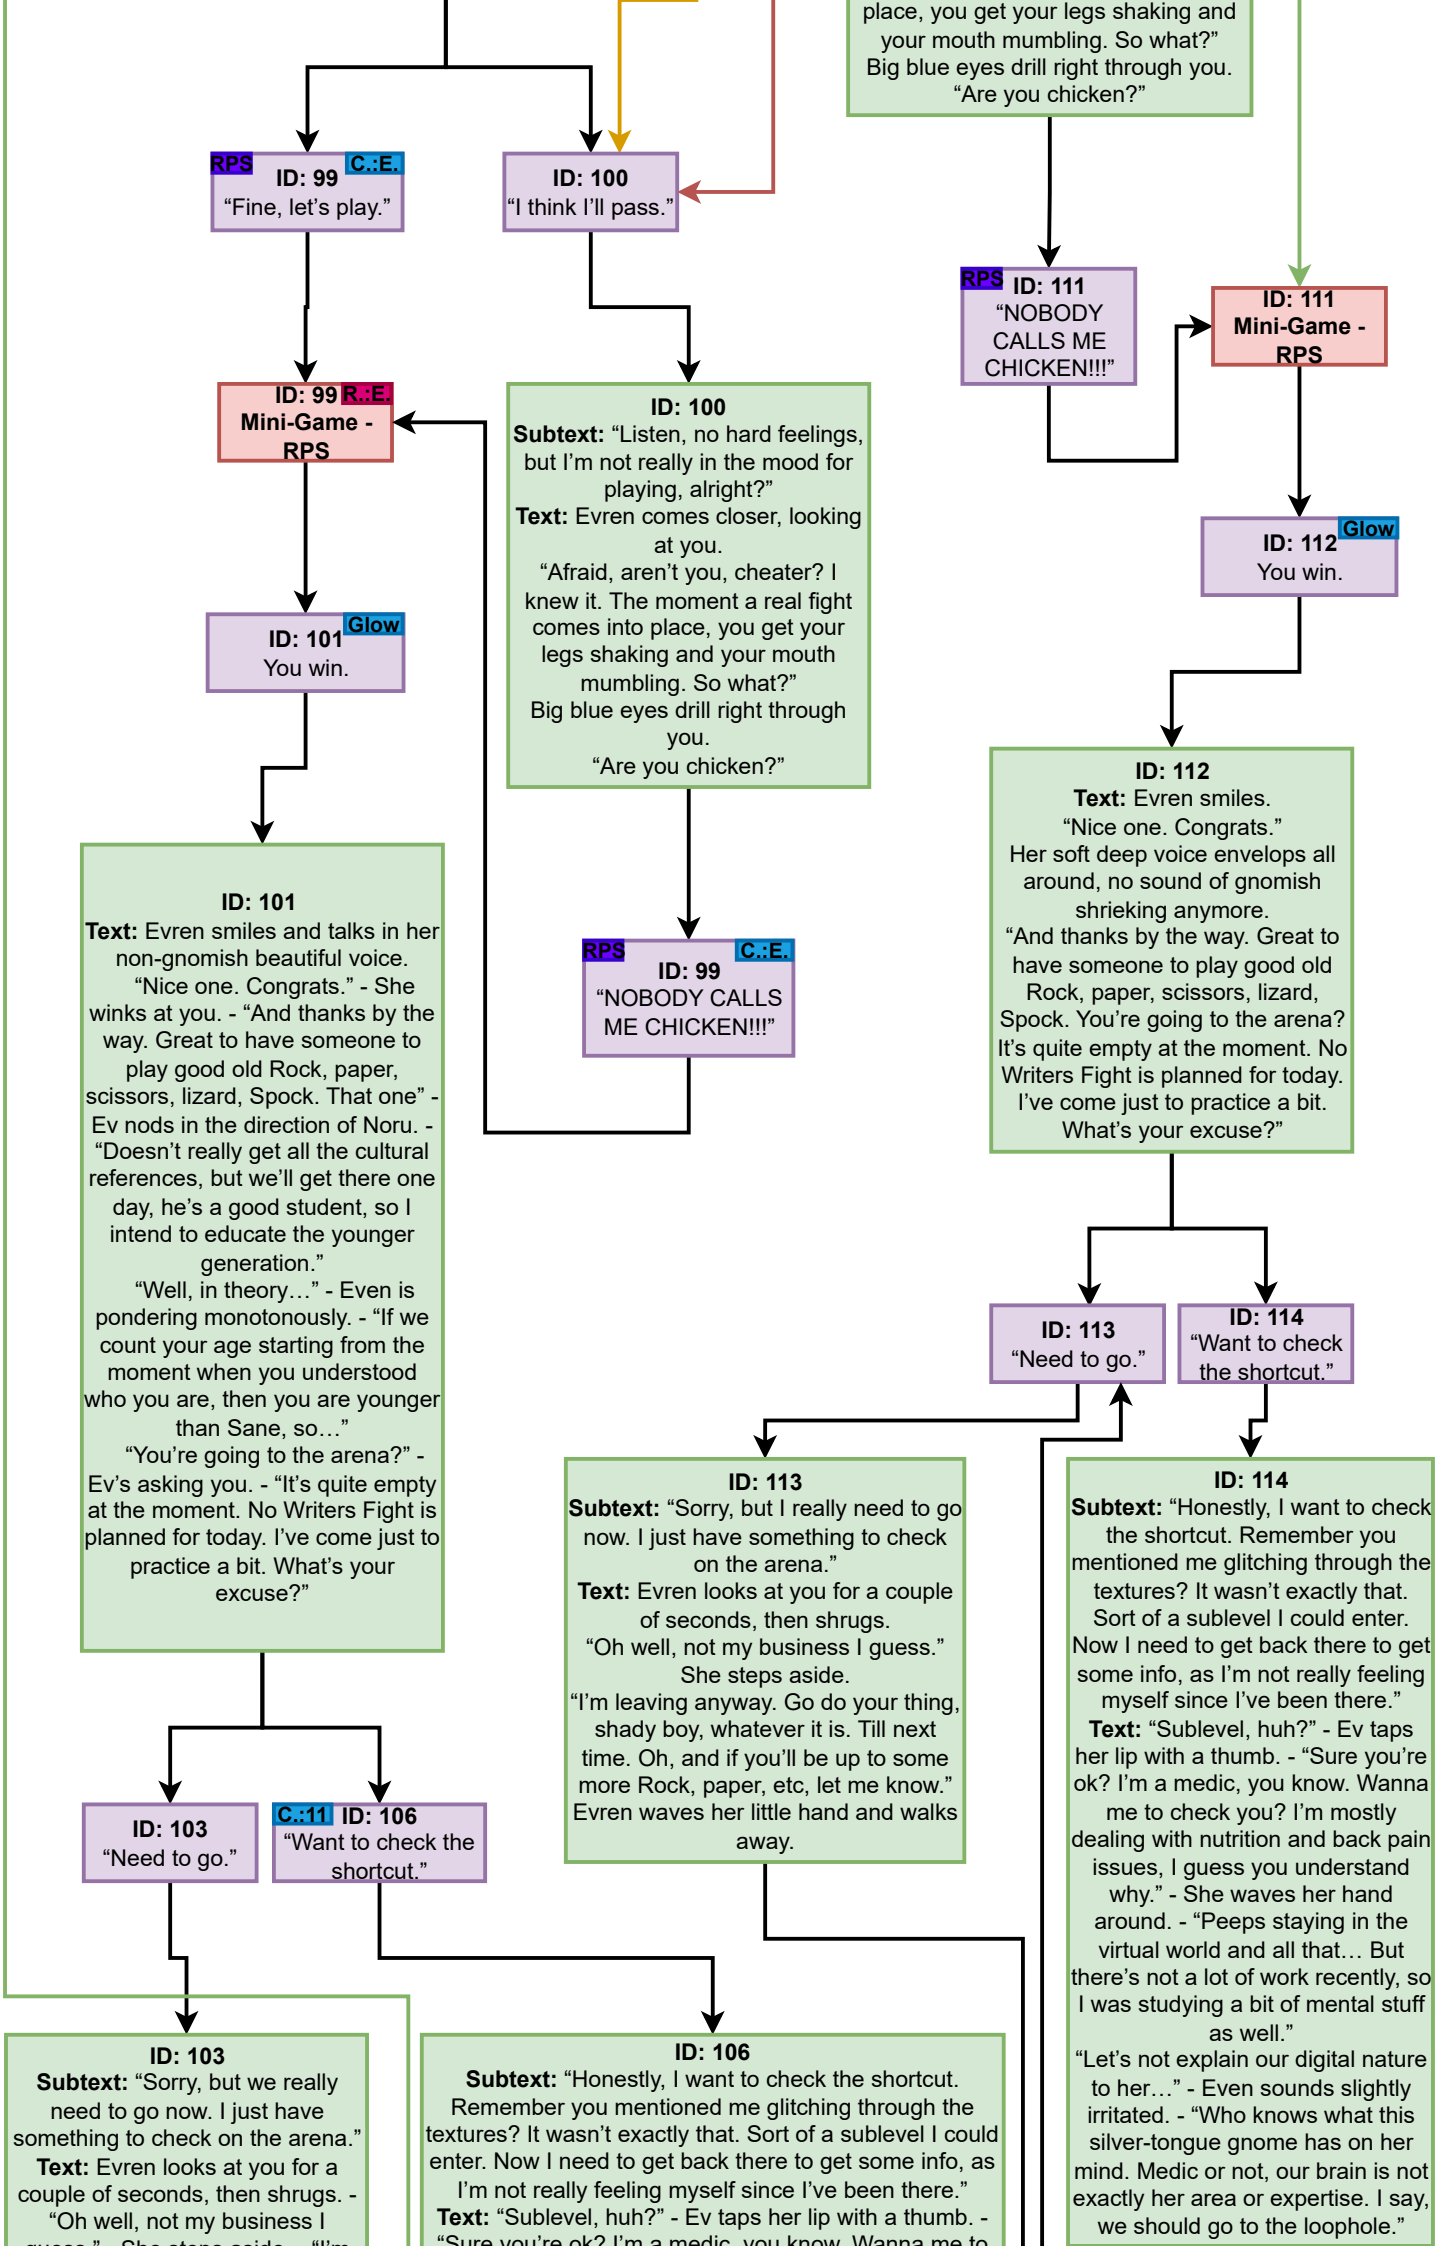 place, you get your legs shaking and
your mouth mumbling. So what?”
Big blue eyes drill right through you.
“Are you chicken?”
RPS
C.:E.
ID: 99
“Fine, let’s play.”
ID: 100
“I think I’ll pass.”
RPS
ID: 111
“NOBODY
CALLS ME
CHICKEN!!!”
ID: 111
Mini-Game -
RPS
ID: 99
R.:E.
Mini-Game -
RPS
ID: 100
Subtext: “Listen, no hard feelings,
but I’m not really in the mood for
playing, alright?”
Text: Evren comes closer, looking
at you.
“Afraid, aren’t you, cheater? I
knew it. The moment a real fight
comes into place, you get your
legs shaking and your mouth
mumbling. So what?”
Big blue eyes drill right through
you.
“Are you chicken?”
Glow
ID: 112
You win.
Glow
ID: 101
You win.
ID: 112
Text: Evren smiles.
“Nice one. Congrats.”
Her soft deep voice envelops all
around, no sound of gnomish
shrieking anymore.
“And thanks by the way. Great to
have someone to play good old
Rock, paper, scissors, lizard,
Spock. You’re going to the arena?
It’s quite empty at the moment. No
Writers Fight is planned for today.
I’ve come just to practice a bit.
What’s your excuse?”
ID: 101
Text: Evren smiles and talks in her
non-gnomish beautiful voice.
“Nice one. Congrats.” - She
winks at you. - “And thanks by the
way. Great to have someone to
play good old Rock, paper,
scissors, lizard, Spock. That one” -
Ev nods in the direction of Noru. -
“Doesn’t really get all the cultural
references, but we’ll get there one
day, he’s a good student, so I
intend to educate the younger
generation.”
“Well, in theory…” - Even is
pondering monotonously. - “If we
count your age starting from the
moment when you understood
who you are, then you are younger
than Sane, so…”
“You’re going to the arena?” -
Ev’s asking you. - “It’s quite empty
at the moment. No Writers Fight is
planned for today. I’ve come just to
practice a bit. What’s your
excuse?”
RPS
C.:E.
ID: 99
“NOBODY CALLS
ME CHICKEN!!!”
ID: 113
“Need to go.”
ID: 114
“Want to check
the shortcut.”
ID: 113
Subtext: “Sorry, but I really need to go
now. I just have something to check
on the arena.”
Text: Evren looks at you for a couple
of seconds, then shrugs.
“Oh well, not my business I guess.”
She steps aside.
“I’m leaving anyway. Go do your thing,
shady boy, whatever it is. Till next
time. Oh, and if you’ll be up to some
more Rock, paper, etc, let me know.”
Evren waves her little hand and walks
away.
ID: 114
Subtext: “Honestly, I want to check
the shortcut. Remember you
mentioned me glitching through the
textures? It wasn’t exactly that.
Sort of a sublevel I could enter.
Now I need to get back there to get
some info, as I’m not really feeling
myself since I’ve been there.”
Text: “Sublevel, huh?” - Ev taps
her lip with a thumb. - “Sure you’re
ok? I’m a medic, you know. Wanna
me to check you? I’m mostly
dealing with nutrition and back pain
issues, I guess you understand
why.” - She waves her hand
around. - “Peeps staying in the
virtual world and all that… But
there’s not a lot of work recently, so
I was studying a bit of mental stuff
as well.”
“Let’s not explain our digital nature
to her…” - Even sounds slightly
irritated. - “Who knows what this
silver-tongue gnome has on her
mind. Medic or not, our brain is not
exactly her area or expertise. I say,
we should go to the loophole.”
ID: 103
“Need to go.”
C.:11
ID: 106
“Want to check the
shortcut.”
ID: 103
Subtext: “Sorry, but we really
need to go now. I just have
something to check on the arena.”
Text: Evren looks at you for a
couple of seconds, then shrugs. -
“Oh well, not my business I
guess.” - She steps aside. - “I’m
ID: 106
Subtext: “Honestly, I want to check the shortcut.
Remember you mentioned me glitching through the
textures? It wasn’t exactly that. Sort of a sublevel I could
enter. Now I need to get back there to get some info, as
I’m not really feeling myself since I’ve been there.”
Text: “Sublevel, huh?” - Ev taps her lip with a thumb. -
“Sure you’re ok? I’m a medic, you know. Wanna me to